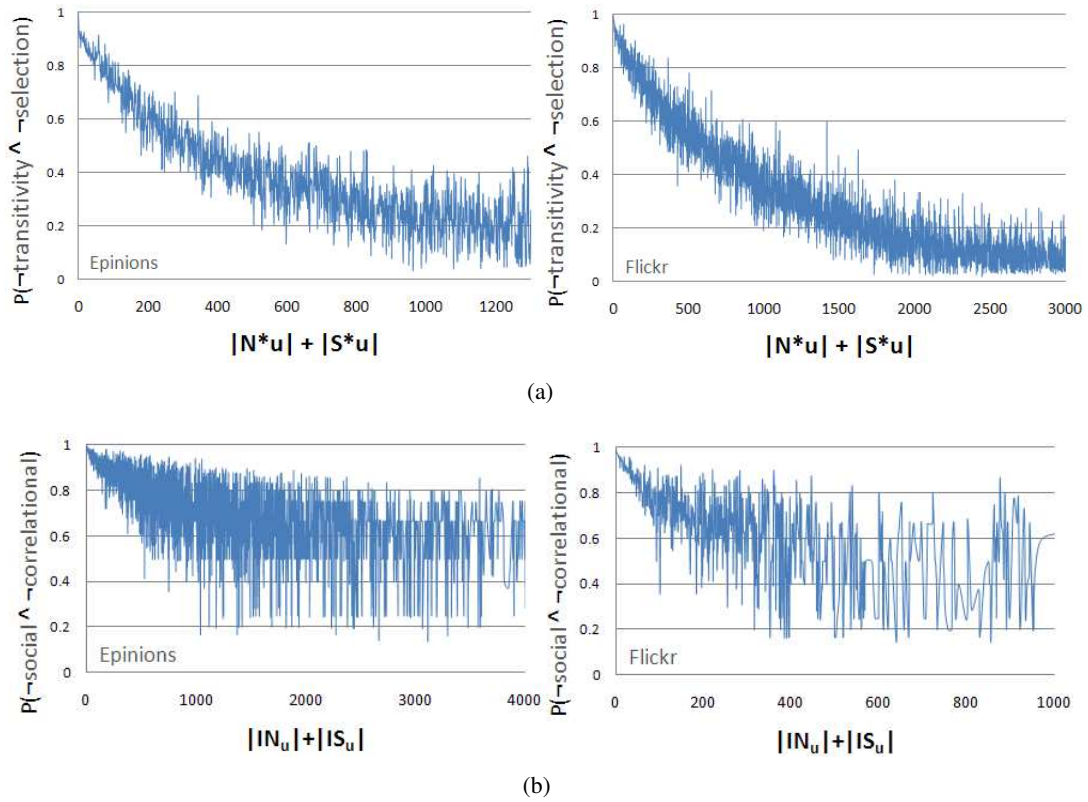 P(¬transitivity ^ ¬selection)
1
0.8
0.6
0.4
0.2
0
Epinions
0 200 400 600 800 1000 1200
|N*u| + |S*u|
P(¬transitivity ^ ¬selection)
1
0.8
0.6
0.4
0.2
0
Flickr
0 500 1000 1500 2000 2500 3000
|N*u| + |S*u|
(a)
P(¬social ^ ¬correlational)
1
0.8
0.6
0.4
0.2
0
Epinions
0 1000 2000 3000 4000
|INu|+|ISu|
P(¬social ^ ¬correlational)
1
0.8
0.6
0.4
0.2
0
Flickr
0 200 400 600 800 1000
|INu|+|ISu|
(b)